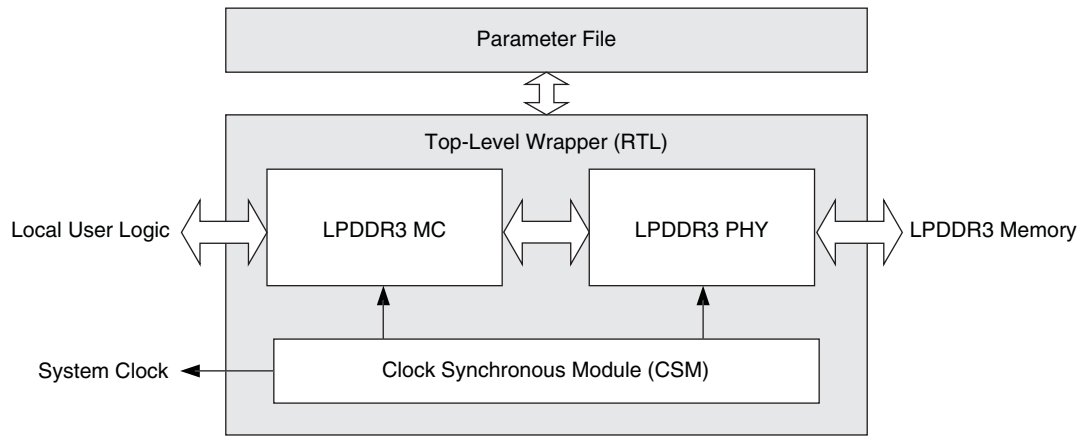 Parameter File
Top-Level Wrapper (RTL)
Local User Logic
LPDDR3 MC
LPDDR3 PHY
LPDDR3 Memory
System Clock
Clock Synchronous Module (CSM)